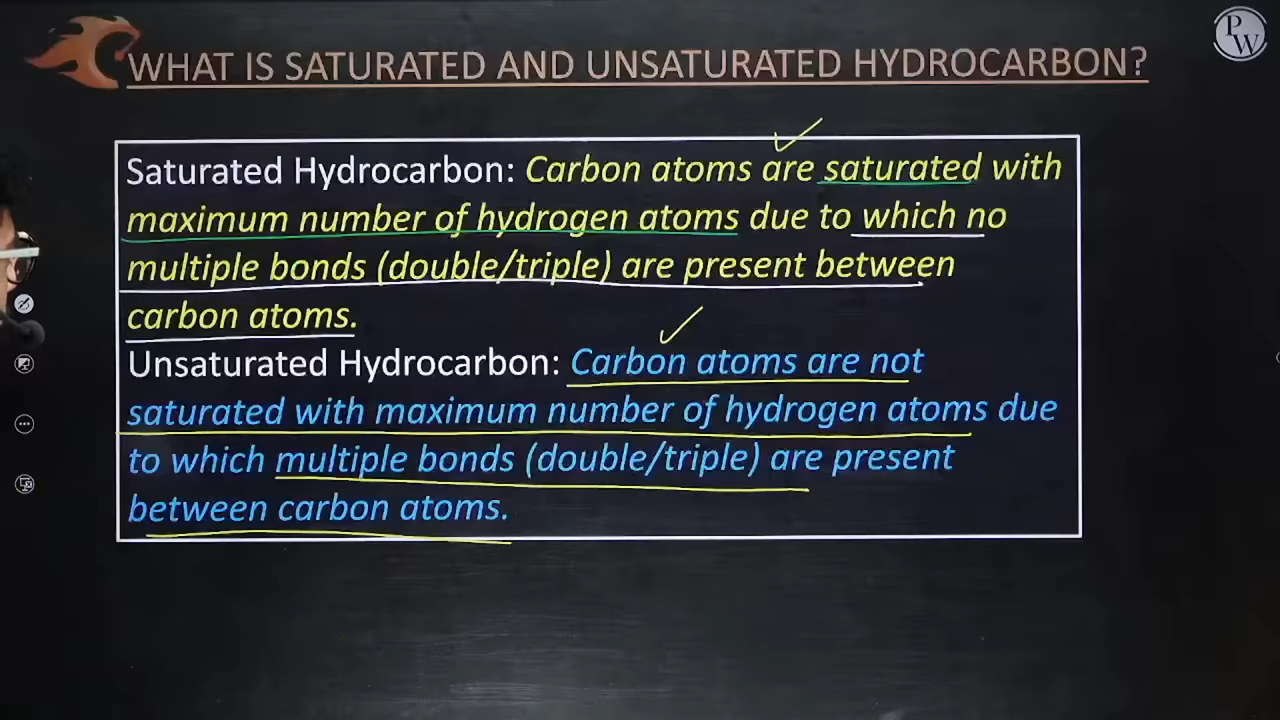 PW
WHAT IS SATURATED AND UNSATURATED HYDROCARBON?
Saturated Hydrocarbon: Carbon atoms are saturated with
maximum number of hydrogen atoms due to which no
multiple bonds (double/triple) are present between
carbon atoms.
Unsaturated Hydrocarbon: Carbon atoms are not
saturated with maximum number of hydrogen atoms due
to which multiple bonds (double/triple) are present
between carbon atoms.